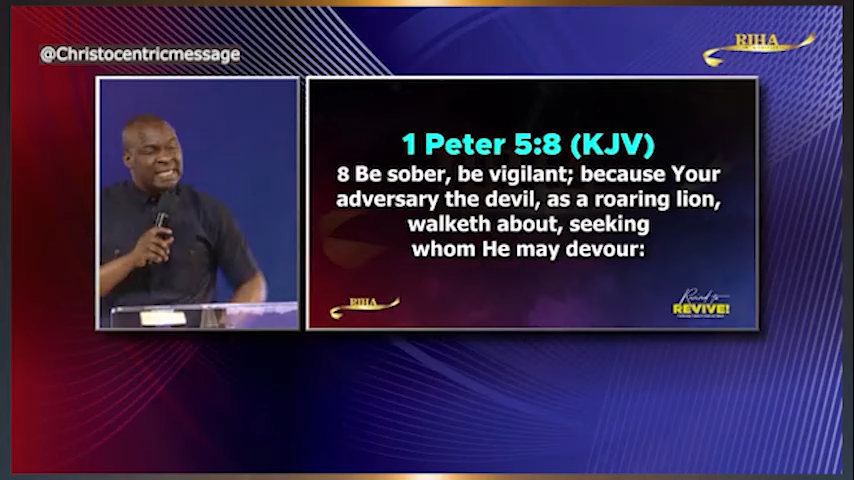 @Christocentricmessage
RIHA
1 Peter 5:8 (KJV)
8 Be sober, be vigilant; because Your
adversary the devil, as a roaring lion,
walketh about, seeking
whom He may devour:
RIHA
REVIVE!